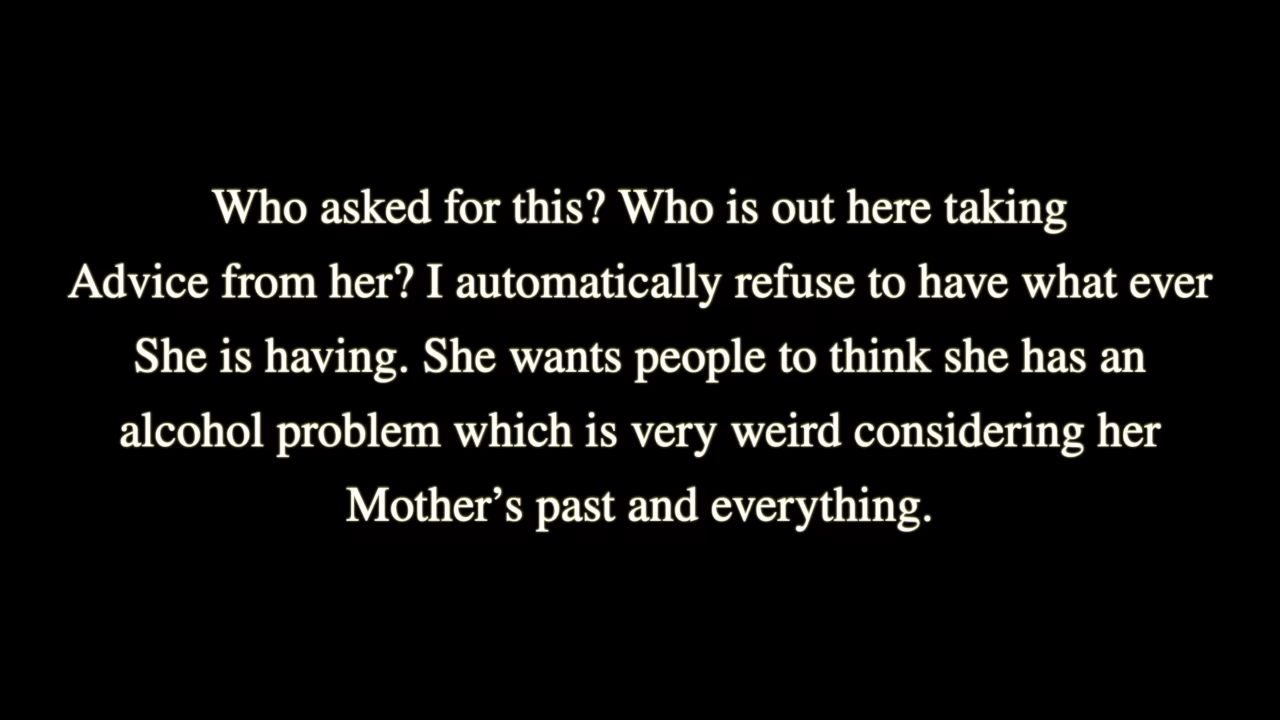 Who asked for this? Who is out here taking
Advice from her? I automatically refuse to have what ever
She is having. She wants people to think she has an
alcohol problem which is very weird considering her
Mother’s past and everything.